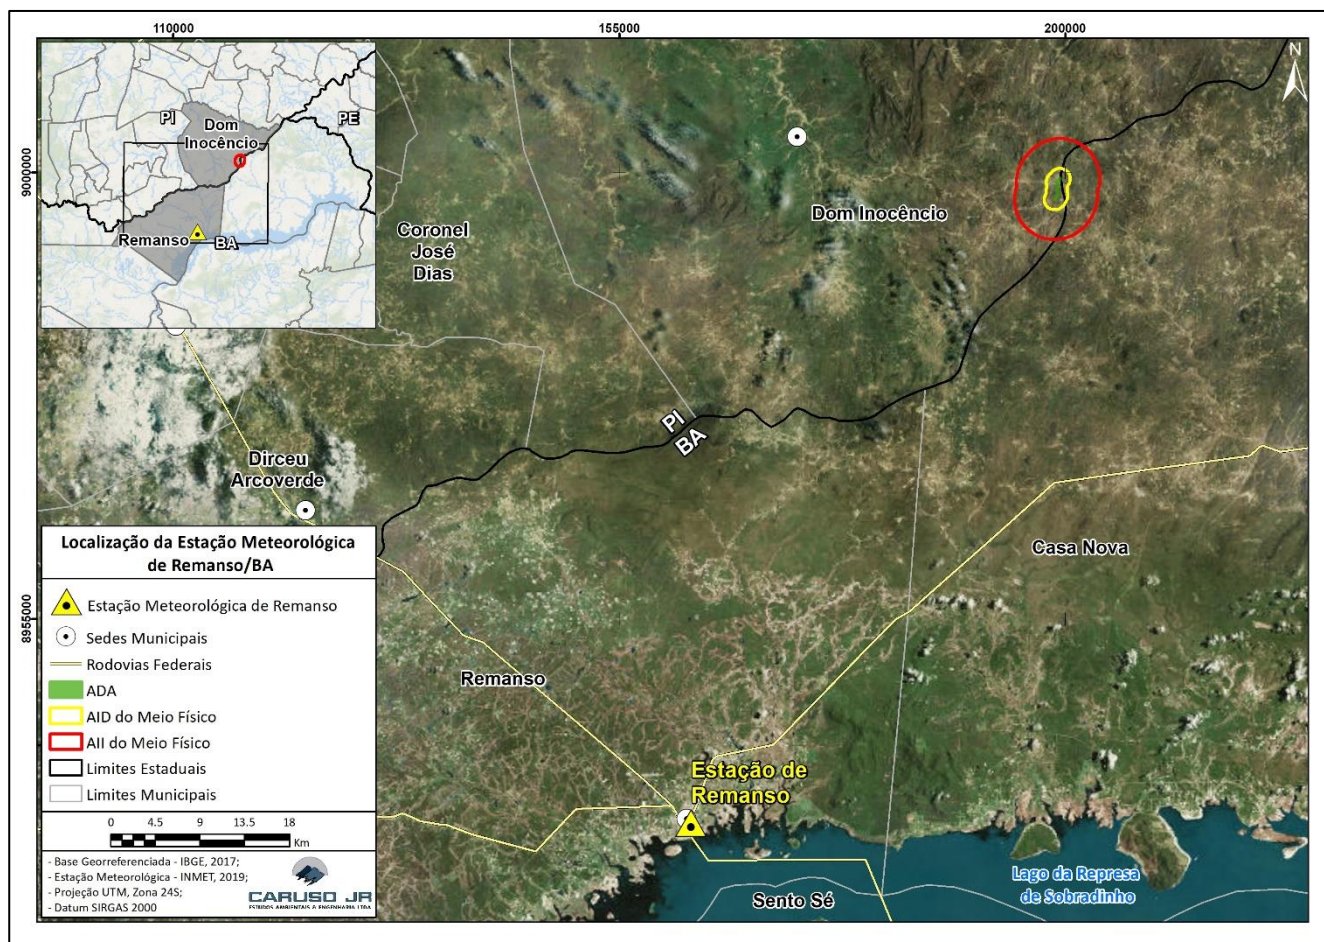 110000
155000
200000
N
PI
PE
Dom
Inocêncio
Remanso
BA
9000000
Coronel
José
Dias
Dom Inocêncio
PI
BA
Dirceu
Arcoverde
Casa Nova
8955000
Remanso
Estação de
Remanso
Lago da Represa
de Sobradinho
Sento Sé
Localização da Estação Meteorológica
de Remanso/BA
Estação Meteorológica de Remanso
Sedes Municipais
Rodovias Federais
ADA
AID do Meio Físico
AII do Meio Físico
Limites Estaduais
Limites Municipais
0 4.5 9 13.5 18
Km
- Base Georreferenciada - IBGE, 2017;
- Estação Meteorológica - INMET, 2019;
- Projeção UTM, Zona 24S;
- Datum SIRGAS 2000
CARUSO JR
ESTUDOS AMBIENTAIS & ENGENHARIA LTDA